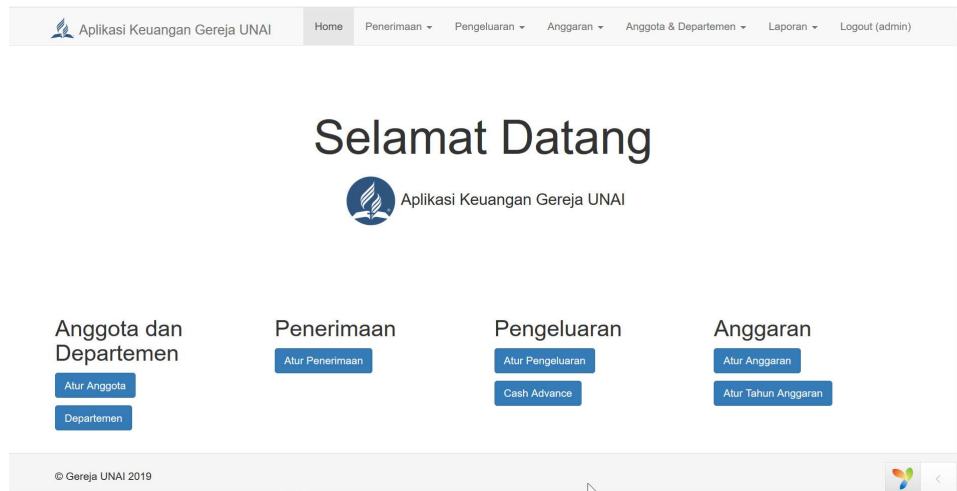 Aplikasi Keuangan Gereja UNAI Home Penerimaan Pengeluaran Anggaran Anggota & Departemen Laporan Logout (admin)
Selamat Datang
Aplikasi Keuangan Gereja UNAI
Anggota dan
Departemen
Atur Anggota
Departemen
Penerimaan
Atur Penerimaan
Pengeluaran
Atur Pengeluaran
Cash Advance
Anggaran
Atur Anggaran
Atur Tahun Anggaran
© Gereja UNAI 2019